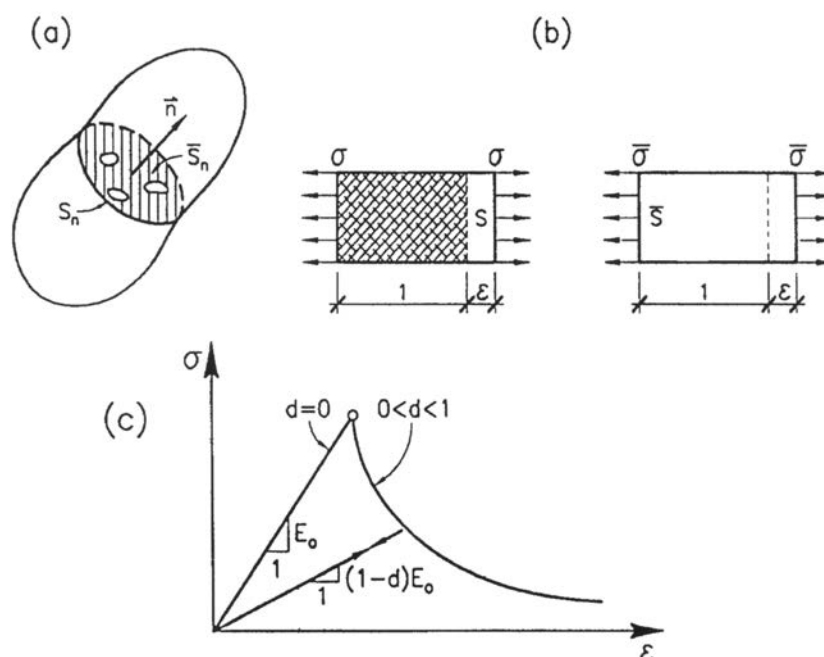 (a)
n⃗
S̄ₙ
Sₙ
(b)
σ σ
S
1 ε
σ̄ σ̄
S̄
1 ε
(c)
σ
d=0
0<d<1
E₀
1
(1-d)E₀
1
ε